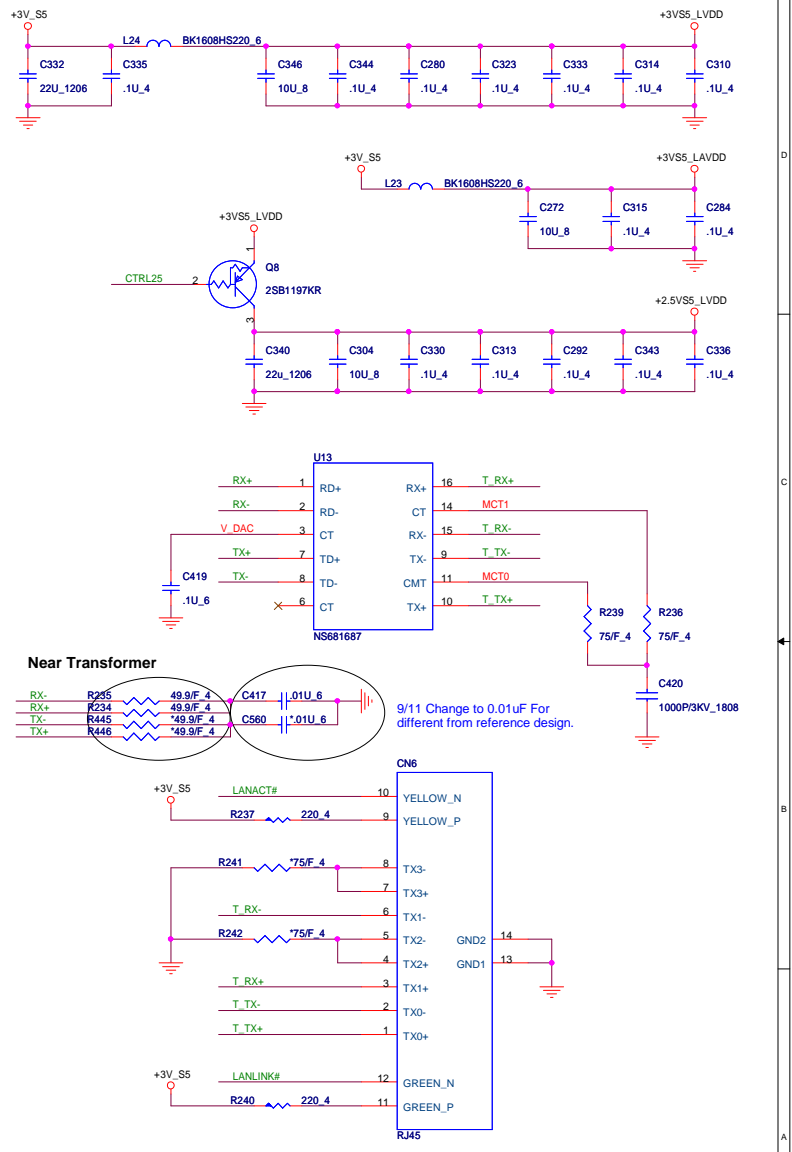 +3V_S5 +3VS5_LVDD
L24 BK1608HS220_6
C332 C335 C346 C344 C280 C323 C333 C314 C310
22U_1206 .1U_4 10U_8 .1U_4 .1U_4 .1U_4 .1U_4 .1U_4 .1U_4
D
+3V_S5 +3VS5_LAVDD
L23 BK1608HS220_6
C272 C315 C284
10U_8 .1U_4 .1U_4
+3VS5_LVDD
1
Q8
CTRL25 2
2SB1197KR
3
+2.5VS5_LVDD
C340 C304 C330 C313 C292 C343 C336
22u_1206 10U_8 .1U_4 .1U_4 .1U_4 .1U_4 .1U_4
U13
C
RX+ 1 RD+ RX+ 16 T_RX+
RX- 2 RD- CT 14 MCT1
V_DAC 3 CT RX- 15 T_RX-
TX+ 7 TD+ TX- 9 T_TX-
TX- 8 TD- CMT 11 MCT0
6 CT TX+ 10 T_TX+
C419
.1U_6
NS681687
R239 R236
75/F_4 75/F_4
Near Transformer
C420
1000P/3KV_1808
RX- R235 49.9/F_4 C417 .01U_6
RX+ R234 49.9/F_4
TX- R445 *49.9/F_4 C560 *.01U_6
TX+ R446 *49.9/F_4
9/11 Change to 0.01uF For
different from reference design.
CN6
+3V_S5
LANACT# 10 YELLOW_N
R237 220_4 9 YELLOW_P
B
R241 *75/F_4 8 TX3-
7 TX3+
T_RX- 6 TX1-
R242 *75/F_4 5 TX2- GND2 14
4 TX2+ GND1 13
T_RX+ 3 TX1+
T_TX- 2 TX0-
T_TX+ 1 TX0+
+3V_S5
LANLINK# 12 GREEN_N
R240 220_4 11 GREEN_P
RJ45
A